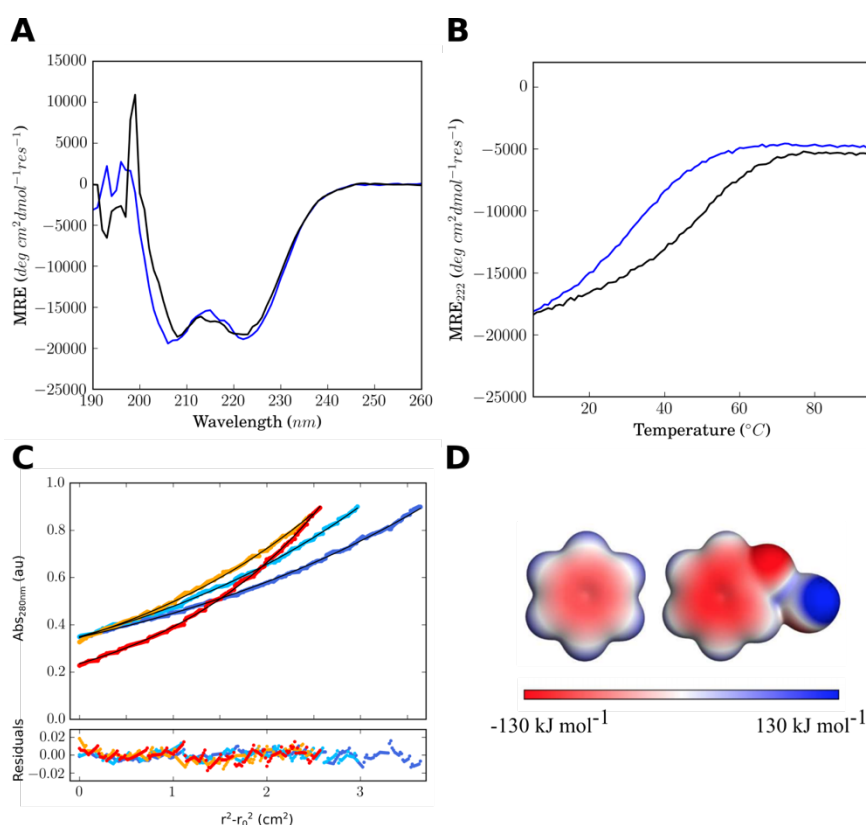 A
15000
10000
5000
0
−5000
−10000
−15000
−20000
−25000
MRE (deg cm²dmol⁻¹res⁻¹)
190 200 210 220 230 240 250 260
Wavelength (nm)
B
0
−5000
−10000
−15000
−20000
−25000
MRE₂₂₂ (deg cm²dmol⁻¹res⁻¹)
20 40 60 80
Temperature (°C)
C
1.0
0.8
0.6
0.4
0.2
0.0
Abs₂₈₀ₙₘ (au)
0.02
0.00
−0.02
Residuals
0 1 2 3
r²-r₀² (cm²)
D
-130 kJ mol⁻¹ 130 kJ mol⁻¹